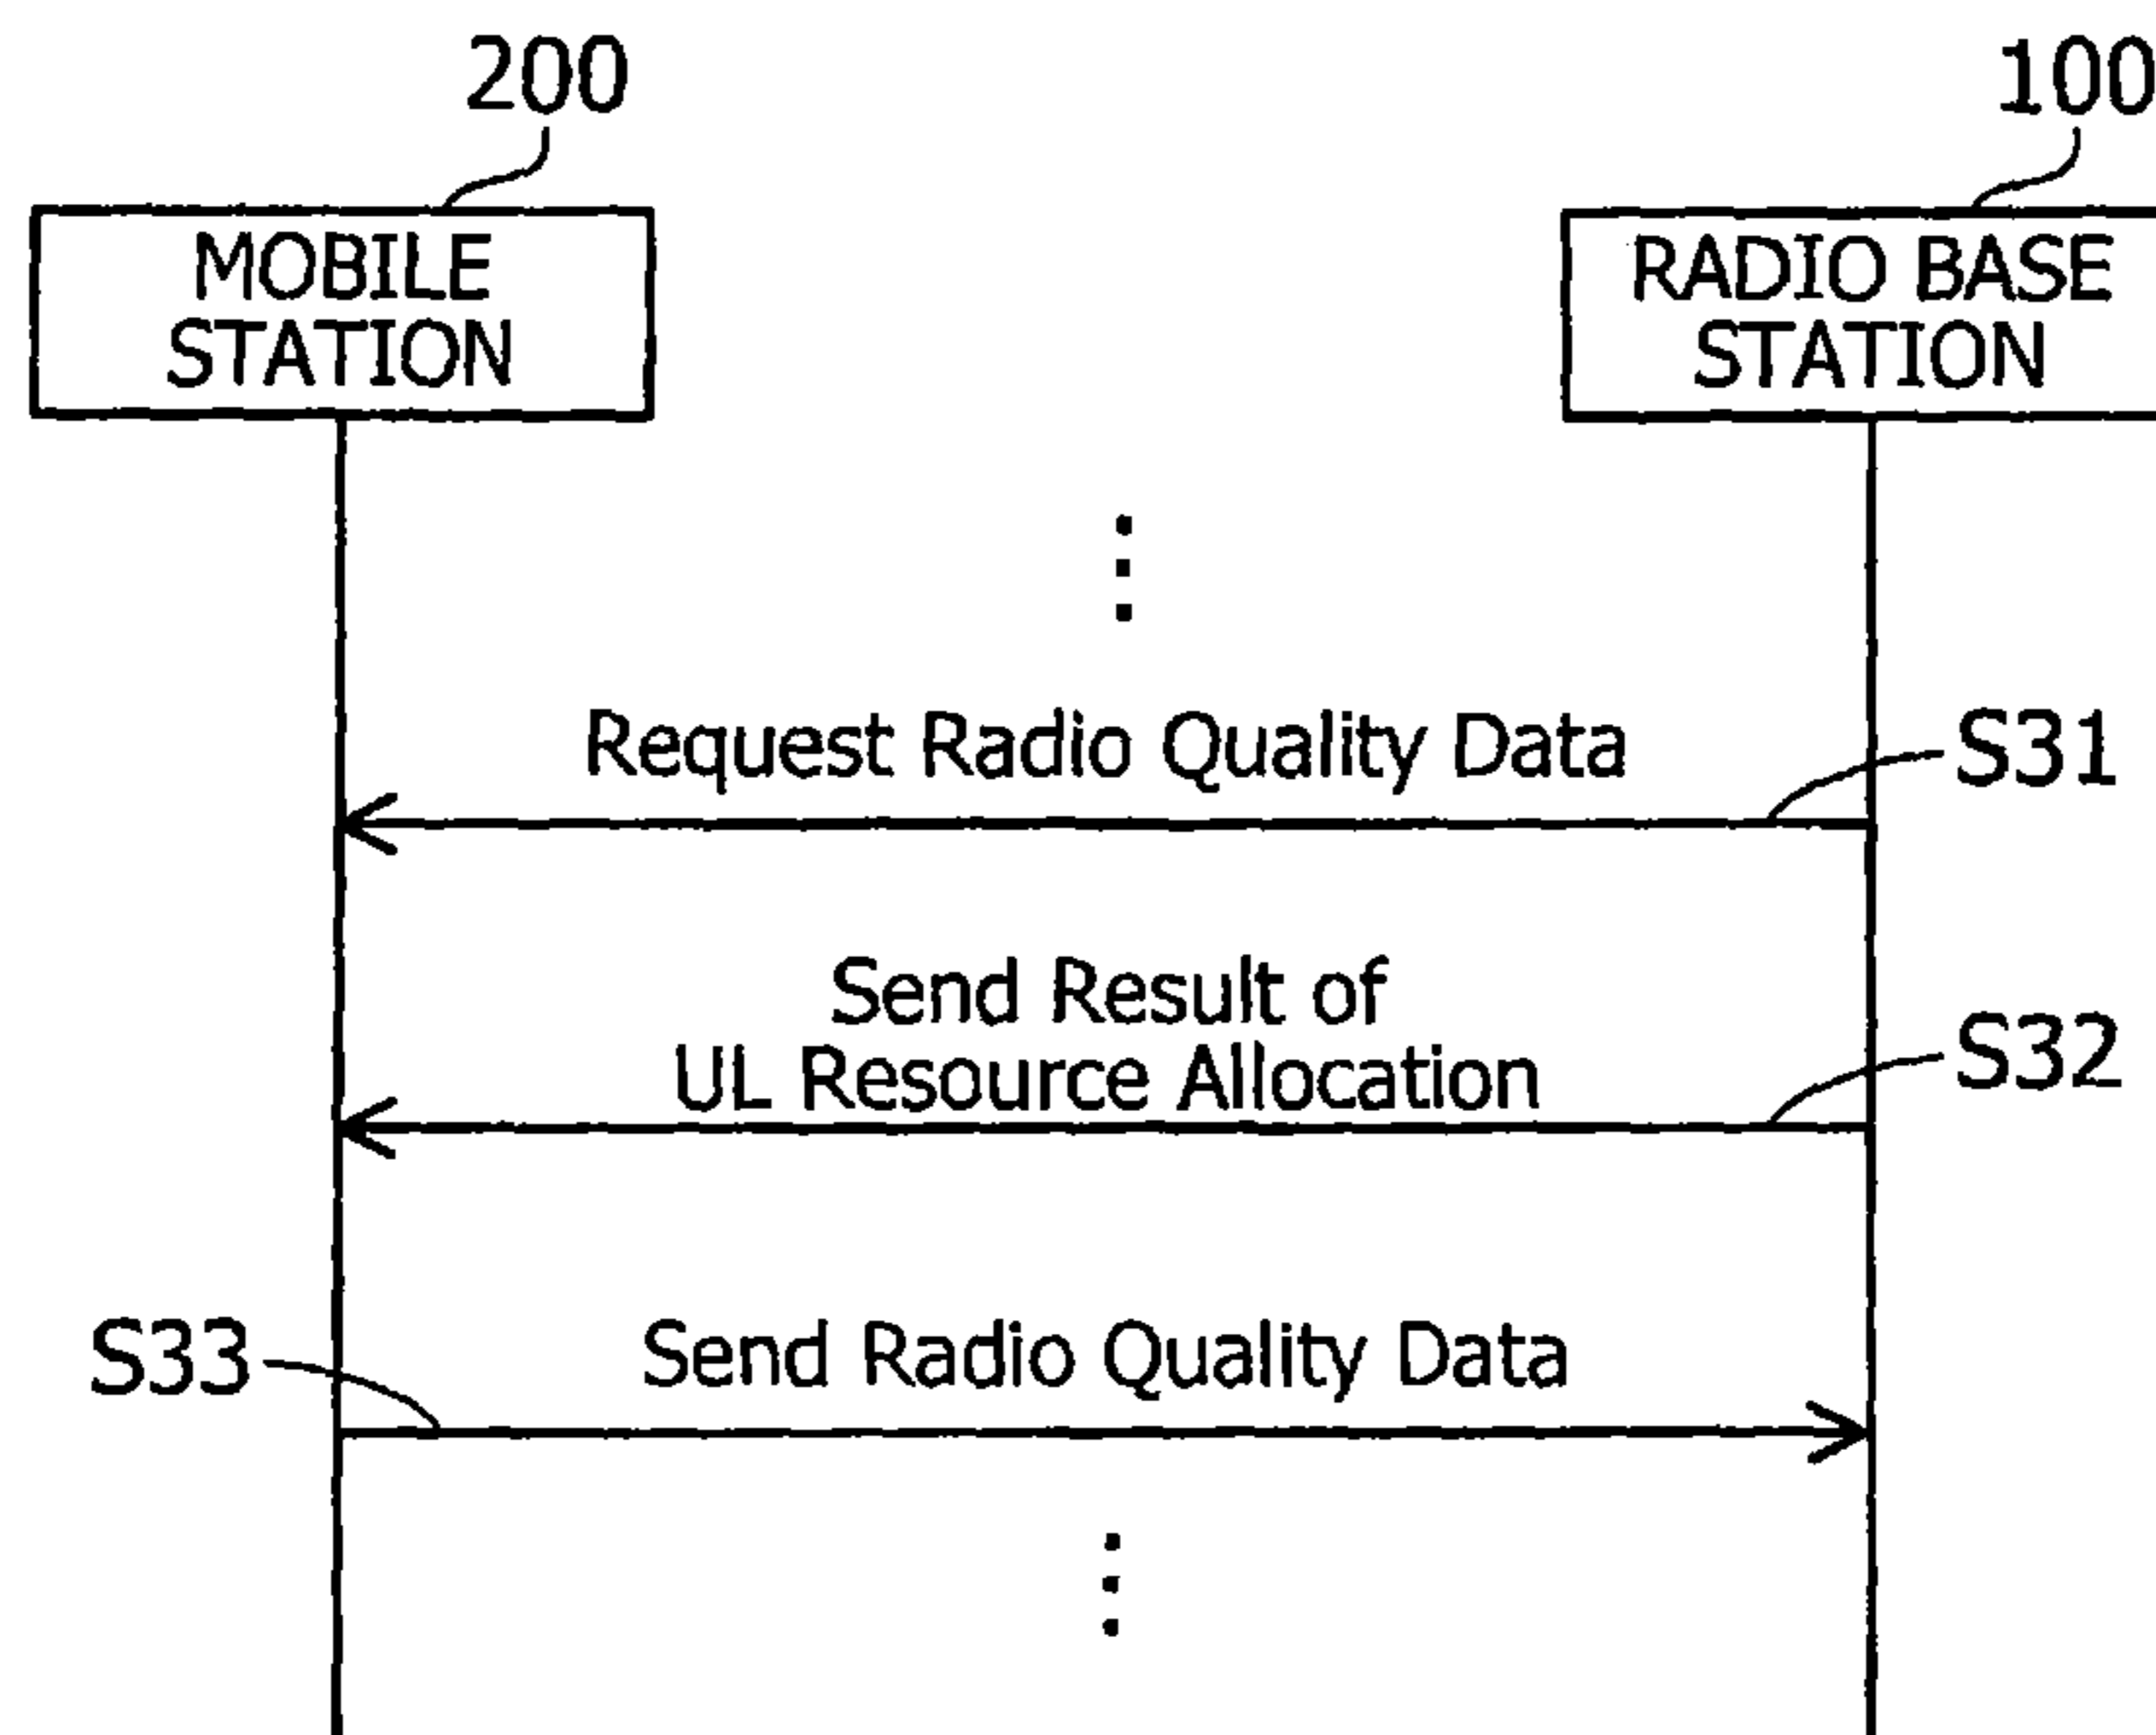 200
100
MOBILE
STATION
RADIO BASE
STATION
Request Radio Quality Data
S31
Send Result of
UL Resource Allocation
S32
S33
Send Radio Quality Data